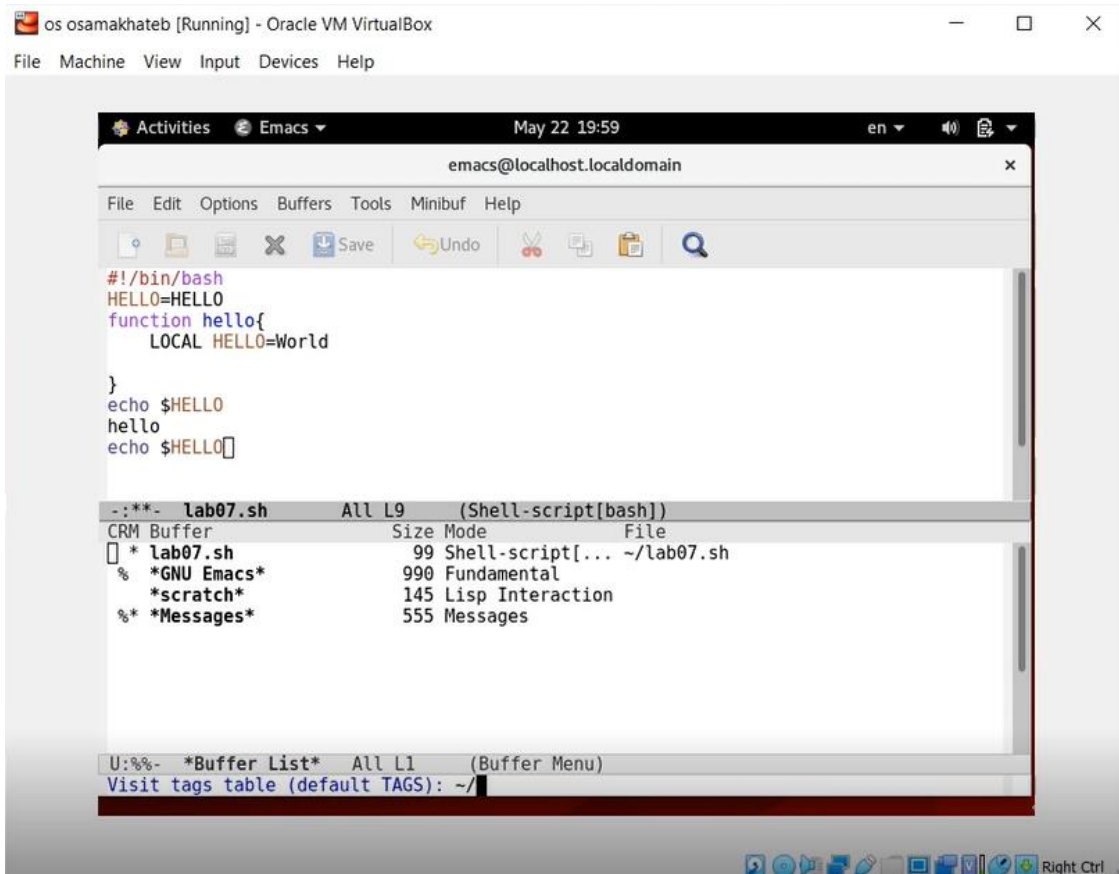 os osamakhateb [Running] - Oracle VM VirtualBox
File Machine View Input Devices Help
Activities Emacs May 22 19:59 en
emacs@localhost.localdomain
File Edit Options Buffers Tools Minibuf Help
Save Undo
#!/bin/bash
HELLO=HELLO
function hello{
    LOCAL HELLO=World
}
echo $HELLO
hello
echo $HELLO
-:**- lab07.sh All L9 (Shell-script[bash])
CRM Buffer Size Mode File
* lab07.sh 99 Shell-script[... ~/lab07.sh
% *GNU Emacs* 990 Fundamental
*scratch* 145 Lisp Interaction
%* *Messages* 555 Messages
U:%%- *Buffer List* All L1 (Buffer Menu)
Visit tags table (default TAGS): ~/
Right Ctrl